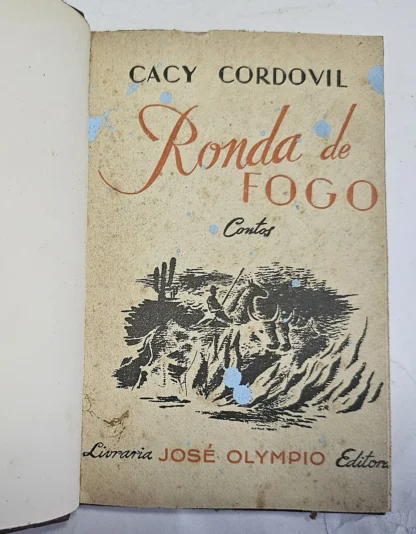 CACY CORDOVIL
Ronda de
FOGO
Contos
Livraria JOSÉ OLYMPIO Editora